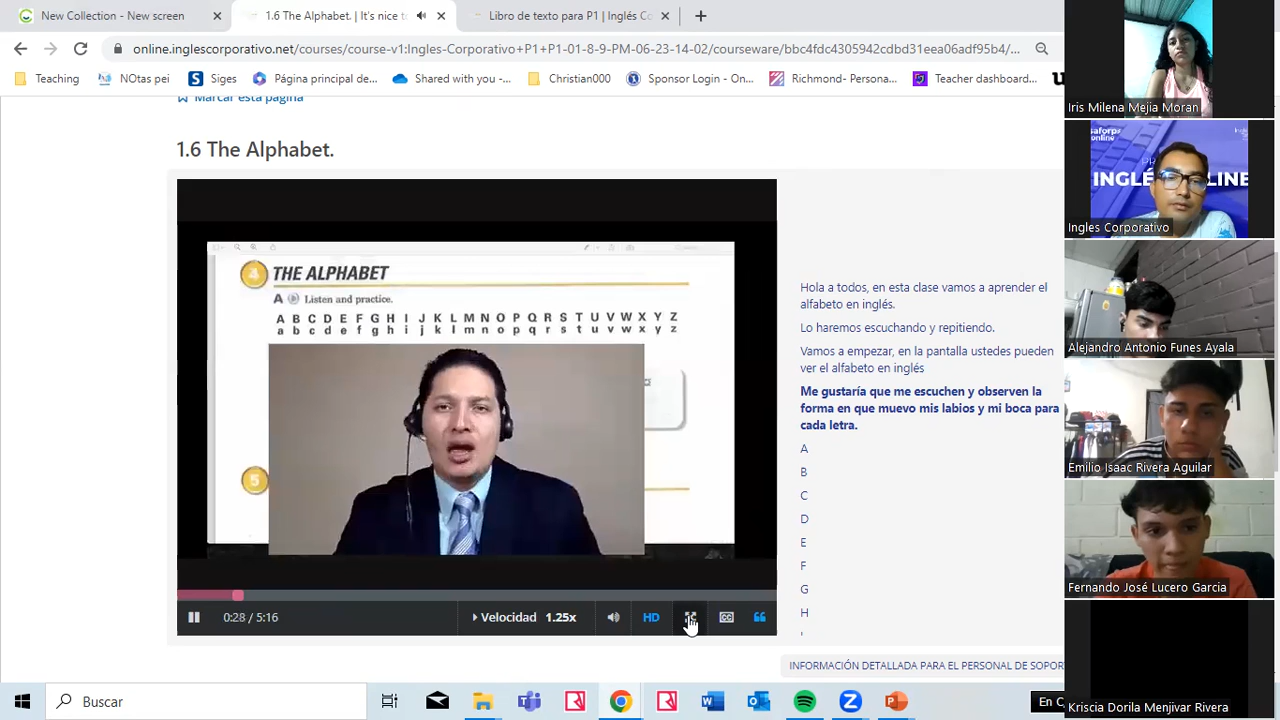 New Collection - New screen
1.6 The Alphabet. | It's nice t
Libro de texto para P1 | Inglés Co
online.inglescorporativo.net/courses/course-v1:Ingles-Corporativo+P1+P1-01-8-9-PM-06-23-14-02/courseware/bbc4fdc4305942cdbd31eea06adf95b4/...
Teaching
NOtas pei
Siges
Página principal de...
Shared with you -...
Christian000
Sponsor Login - On...
Richmond- Persona...
Teacher dashboard...
Marcar esta página
1.6 The Alphabet.
4 THE ALPHABET
A Listen and practice.
A B C D E F G H I J K L M N O P Q R S T U V W X Y Z
a b c d e f g h i j k l m n o p q r s t u v w x y z
5
0:28 / 5:16
Velocidad 1.25x
HD
Hola a todos, en esta clase vamos a aprender el
alfabeto en inglés.
Lo haremos escuchando y repitiendo.
Vamos a empezar, en la pantalla ustedes pueden
ver el alfabeto en inglés
Me gustaría que me escuchen y observen la
forma en que muevo mis labios y mi boca para
cada letra.
A
B
C
D
E
F
G
H
INFORMACIÓN DETALLADA PARA EL PERSONAL DE SOPOR
Buscar
En C
Iris Milena Mejia Moran
online
INGLÉ LINE
Ingles Corporativo
Alejandro Antonio Funes Ayala
Emilio Isaac Rivera Aguilar
Fernando José Lucero Garcia
Kriscia Dorila Menjivar Rivera